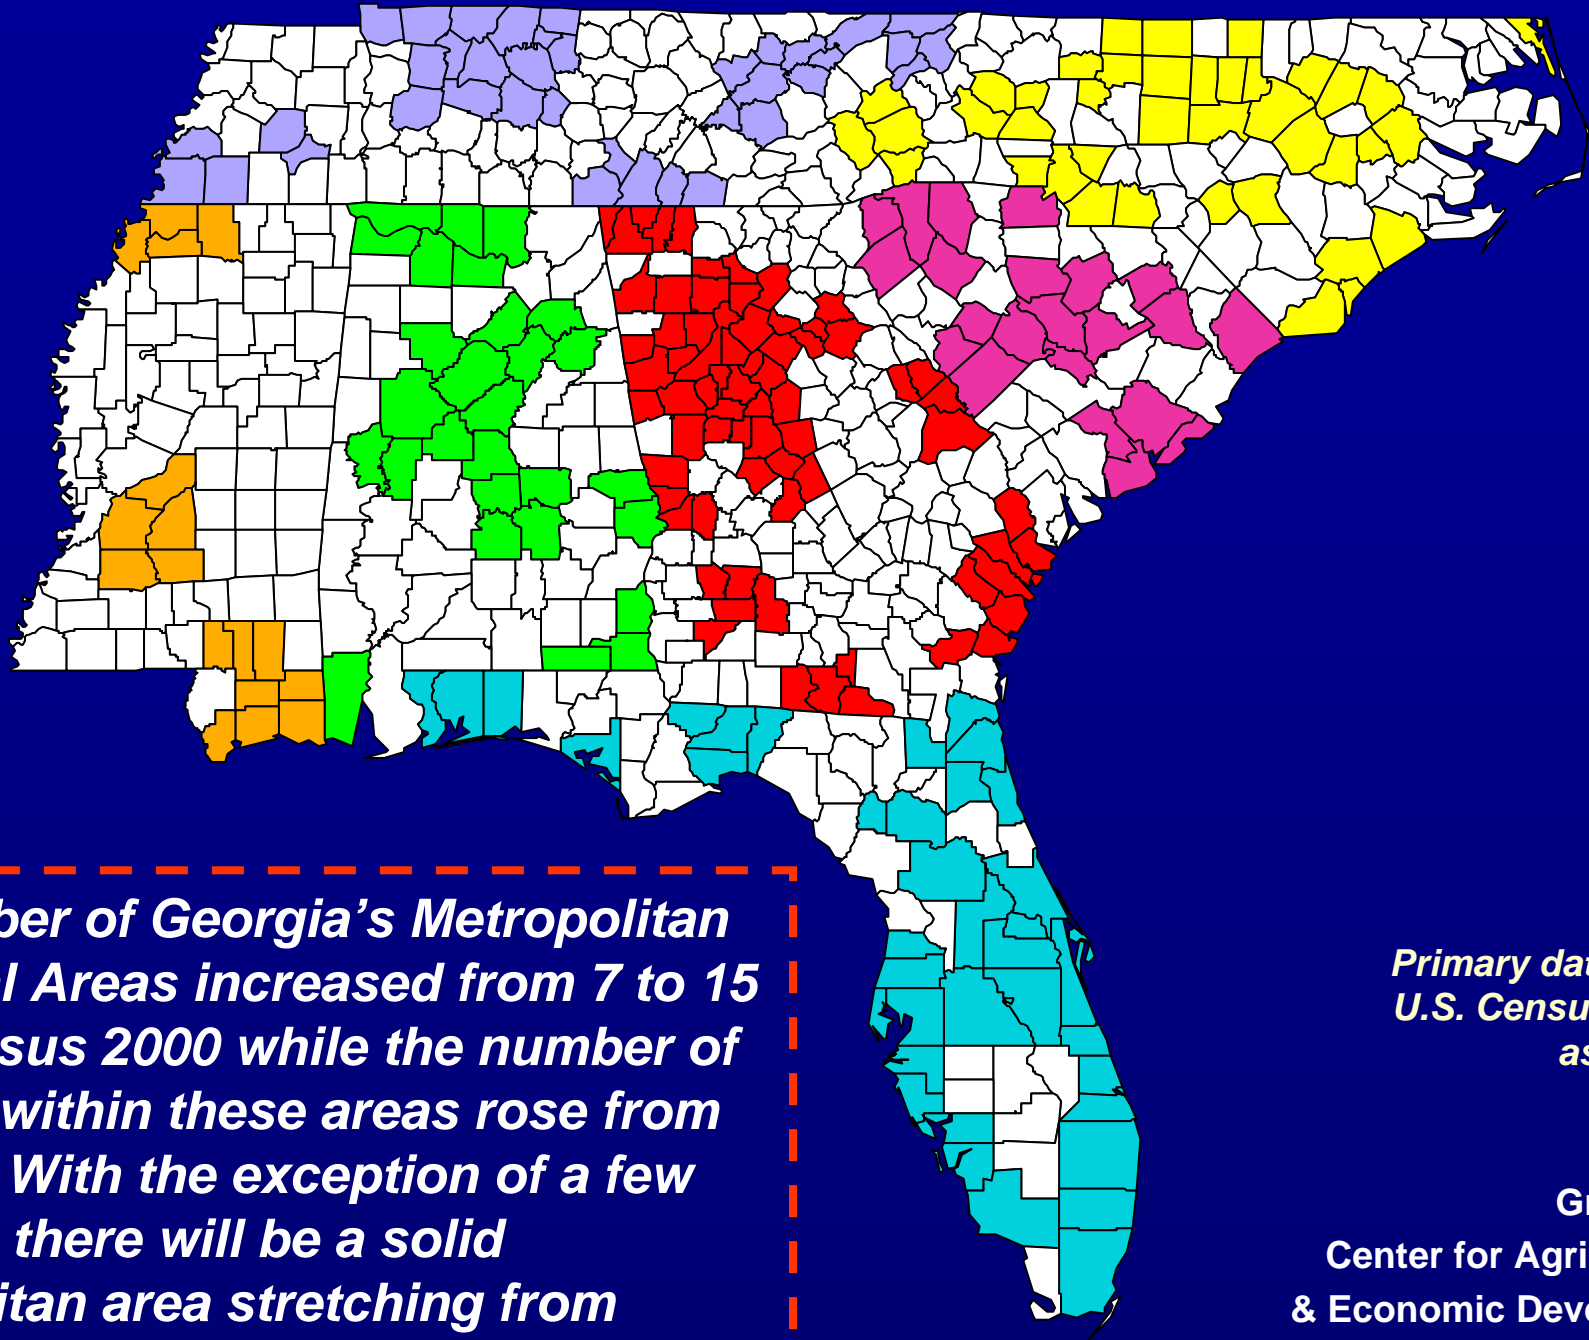 ber of Georgia’s Metropolitan
l Areas increased from 7 to 15
sus 2000 while the number of
within these areas rose from
With the exception of a few
there will be a solid
itan area stretching from
Primary dat
U.S. Censu
as
Gr
Center for Agri
& Economic Deve